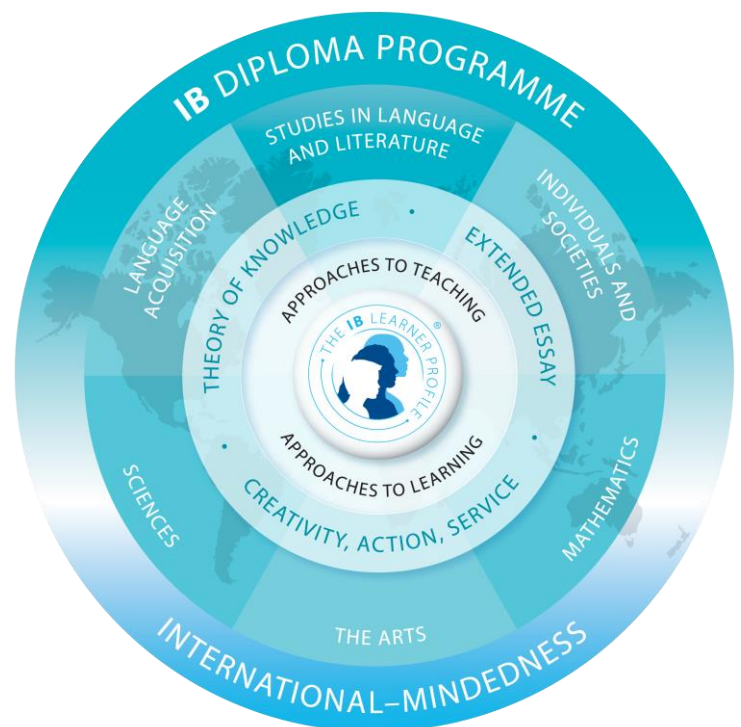 IB DIPLOMA PROGRAMME
STUDIES IN LANGUAGE
AND LITERATURE
LANGUAGE
ACQUISITION
INDIVIDUALS AND
SOCIETIES
THEORY OF KNOWLEDGE
·
EXTENDED ESSAY
APPROACHES TO TEACHING
THE IB LEARNER PROFILE
®
APPROACHES TO LEARNING
·
CREATIVITY, ACTION, SERVICE
·
SCIENCES
MATHEMATICS
THE ARTS
INTERNATIONAL–MINDEDNESS